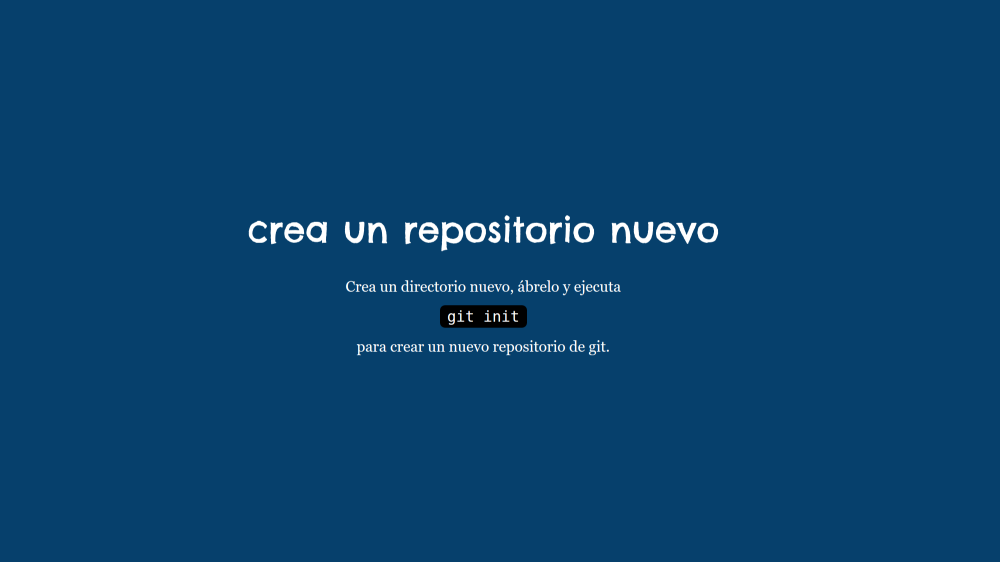 crea un repositorio nuevo
Crea un directorio nuevo, ábrelo y ejecuta
git init
para crear un nuevo repositorio de git.